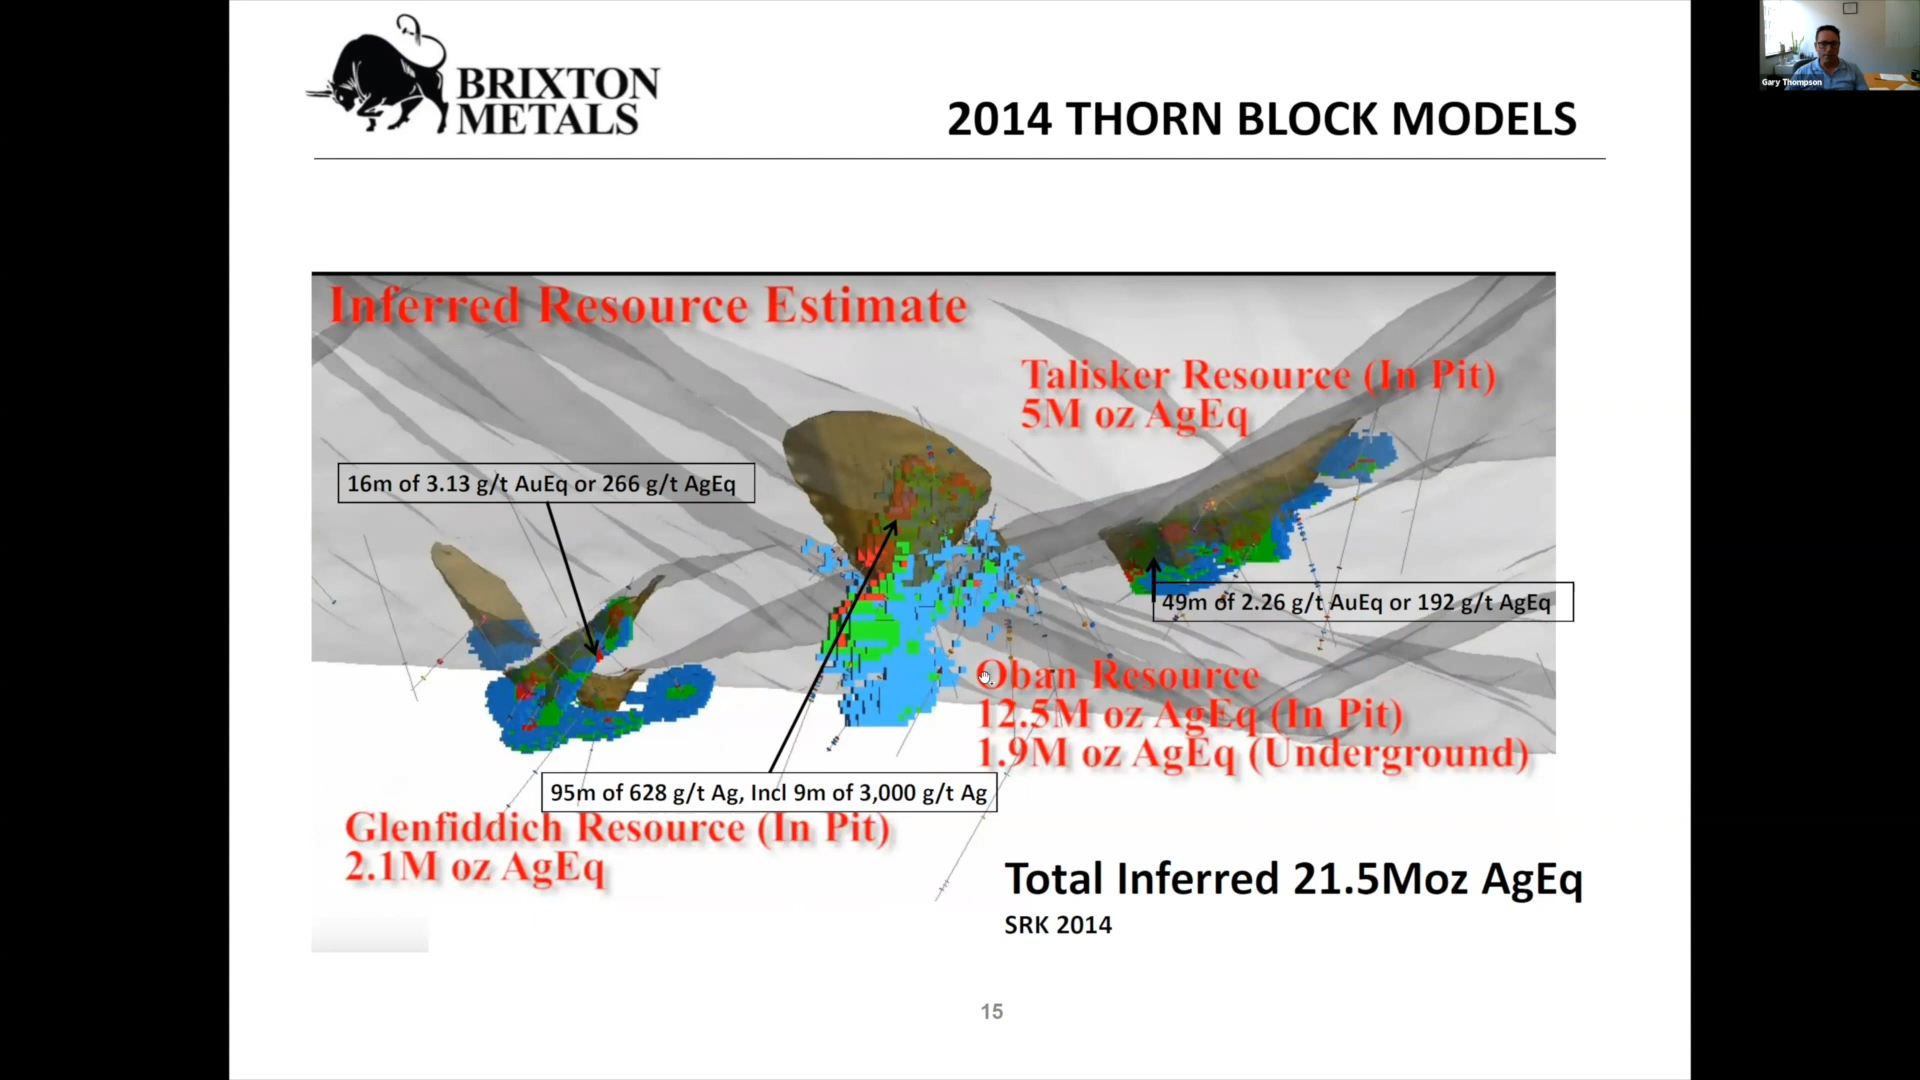 BRIXTON
METALS
2014 THORN BLOCK MODELS
Gary Thompson
Inferred Resource Estimate
Talisker Resource (In Pit)
5M oz AgEq
16m of 3.13 g/t AuEq or 266 g/t AgEq
49m of 2.26 g/t AuEq or 192 g/t AgEq
Oban Resource
12.5M oz AgEq (In Pit)
1.9M oz AgEq (Underground)
95m of 628 g/t Ag, Incl 9m of 3,000 g/t Ag
Glenfiddich Resource (In Pit)
2.1M oz AgEq
Total Inferred 21.5Moz AgEq
SRK 2014
15